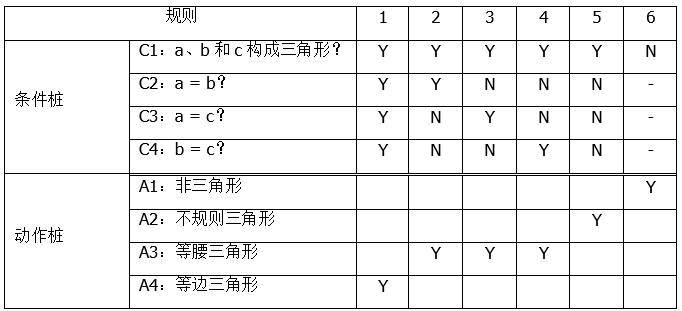 规则 1 2 3 4 5 6
条件桩
C1：a、b 和 c 构成三角形？ Y Y Y Y Y N
C2：a = b？ Y Y N N N -
C3：a = c？ Y N Y N N -
C4：b = c？ Y N N Y N -
动作桩
A1：非三角形 Y
A2：不规则三角形 Y
A3：等腰三角形 Y Y Y
A4：等边三角形 Y